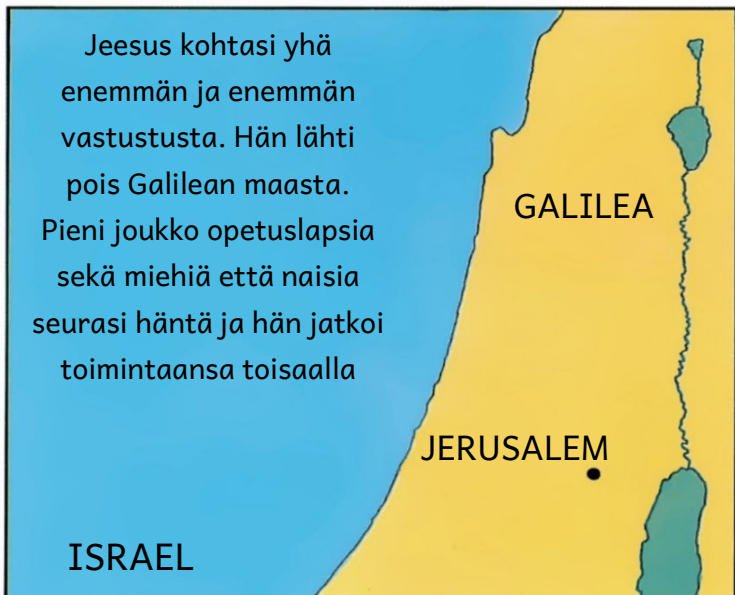 Jeesus kohtasi yhä
enemmän ja enemmän
vastustusta. Hän lähti
pois Galilean maasta.
Pieni joukko opetuslapsia
sekä miehiä että naisia
seurasi häntä ja hän jatkoi
toimintaansa toisaalla
GALILEA
JERUSALEM
ISRAEL